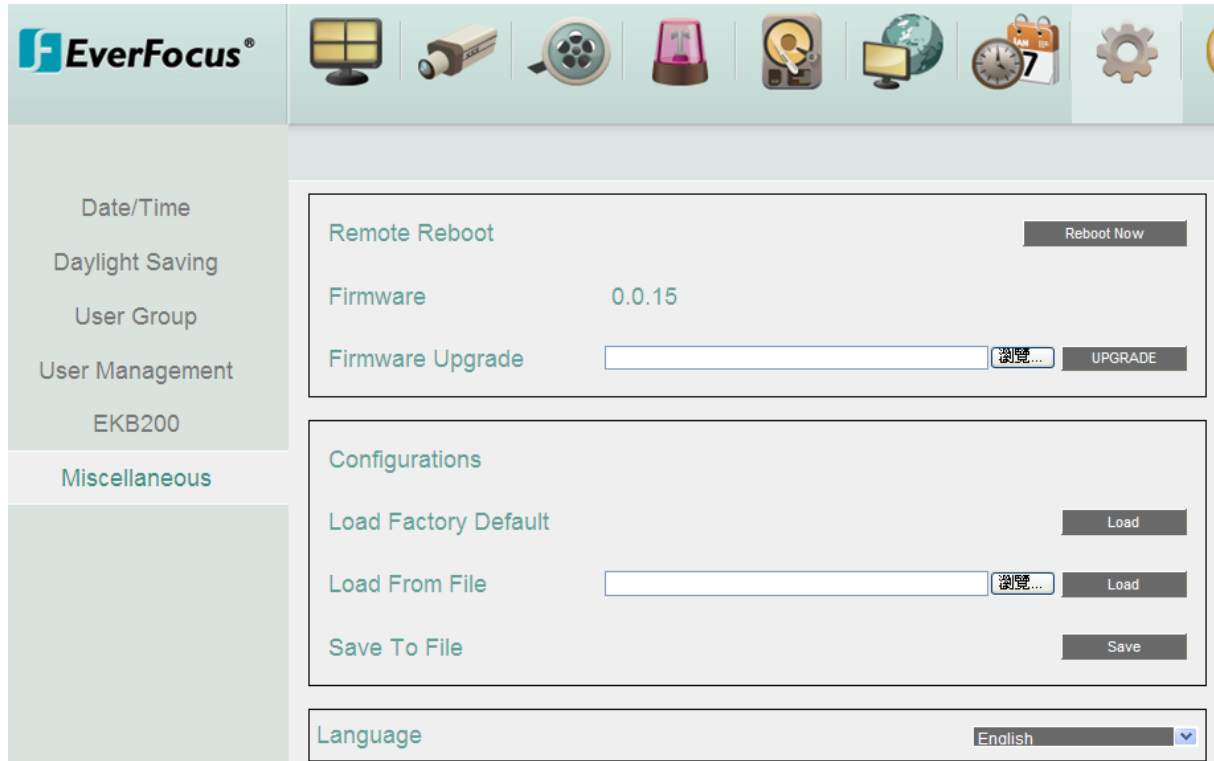 EverFocus®
JAN
7
Date/Time
Daylight Saving
User Group
User Management
EKB200
Miscellaneous
Remote Reboot
Reboot Now
Firmware 0.0.15
Firmware Upgrade 瀏覽... UPGRADE
Configurations
Load Factory Default Load
Load From File 瀏覽... Load
Save To File Save
Language English